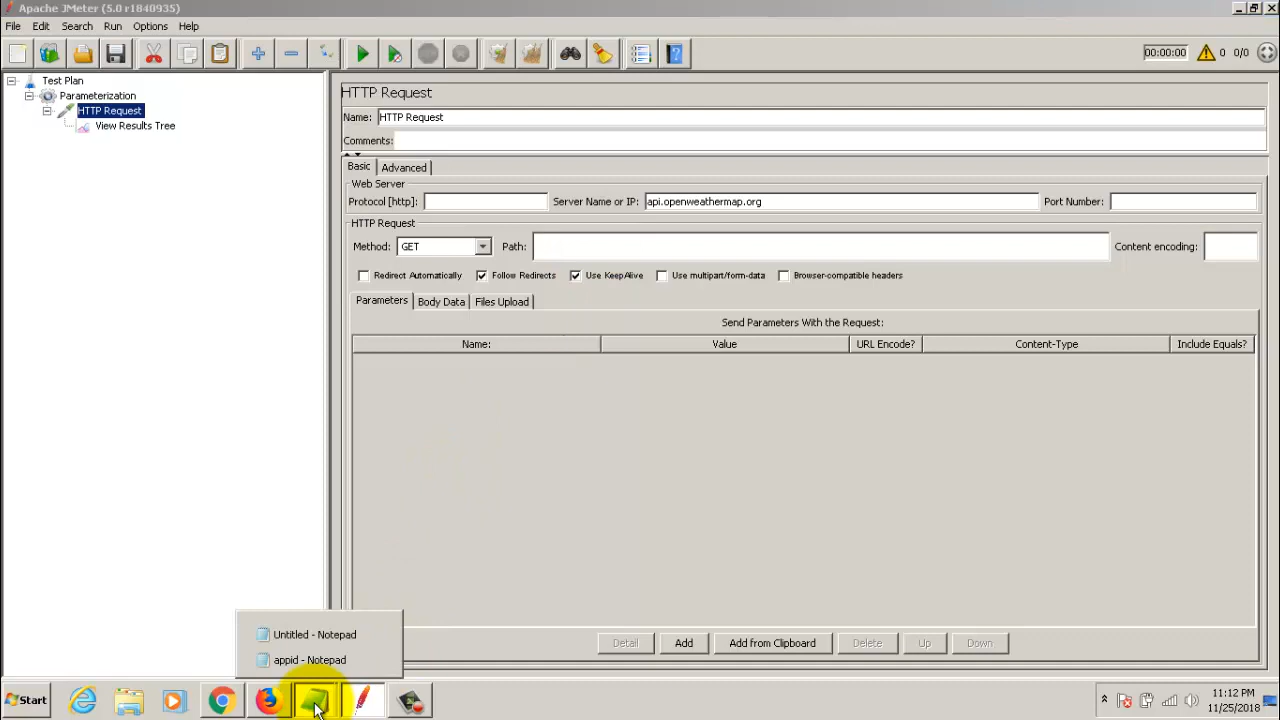 Apache JMeter (5.0 r1840935)
File Edit Search Run Options Help
00:00:00 0 0/0
Test Plan
Parameterization
HTTP Request
View Results Tree
HTTP Request
Name: HTTP Request
Comments:
Basic Advanced
Web Server
Protocol [http]: Server Name or IP: api.openweathermap.org Port Number:
HTTP Request
Method: GET Path: Content encoding:
Redirect Automatically Follow Redirects Use KeepAlive Use multipart/form-data Browser-compatible headers
Parameters Body Data Files Upload
Send Parameters With the Request:
Name: Value URL Encode? Content-Type Include Equals?
Detail Add Add from Clipboard Delete Up Down
Untitled - Notepad
appid - Notepad
Start
11:12 PM
11/25/2018